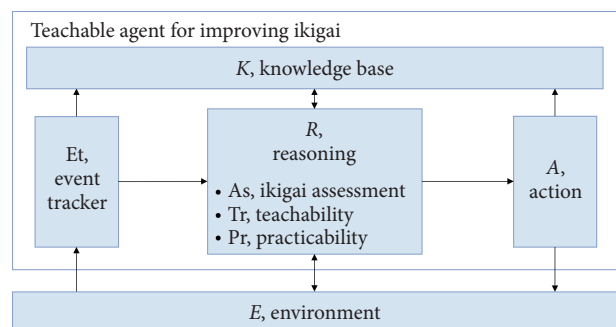 Teachable agent for improving ikigai
K, knowledge base
Et,
event
tracker
R,
reasoning
• As, ikigai assessment
• Tr, teachability
• Pr, practicability
A,
action
E, environment